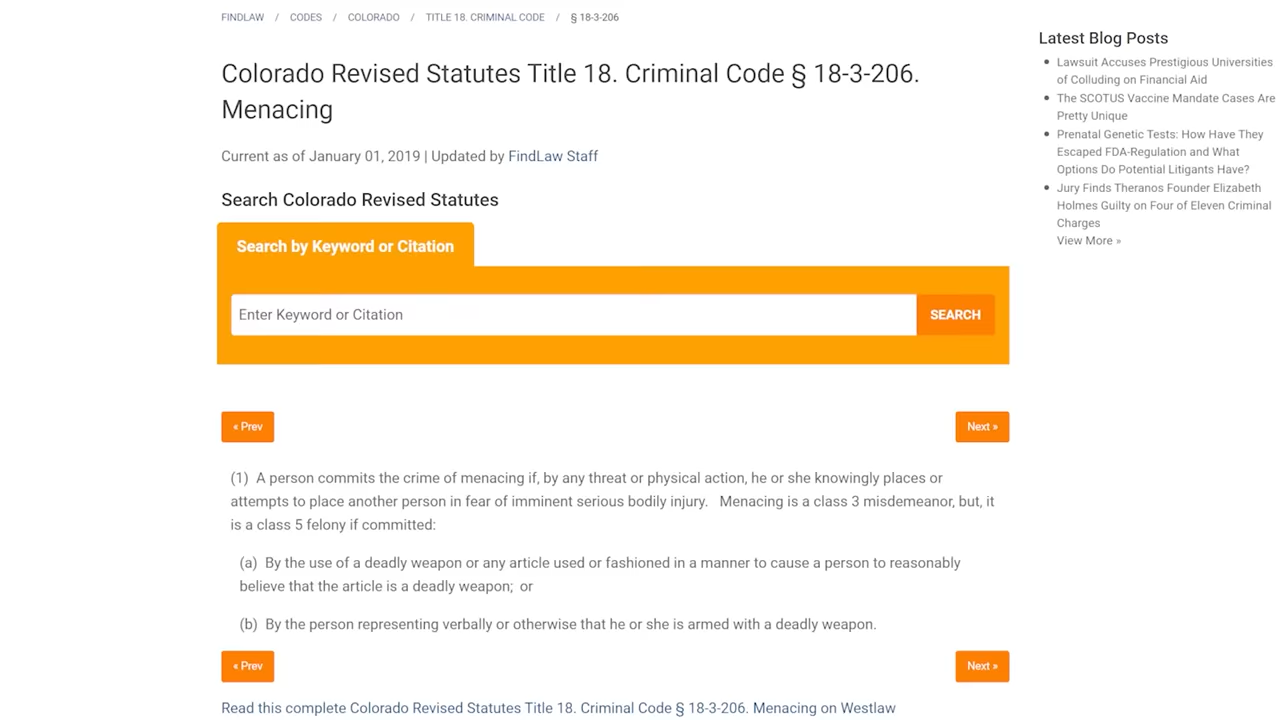 FINDLAW / CODES / COLORADO / TITLE 18. CRIMINAL CODE / § 18-3-206
Colorado Revised Statutes Title 18. Criminal Code § 18-3-206.
Menacing
Current as of January 01, 2019 | Updated by FindLaw Staff
Search Colorado Revised Statutes
Search by Keyword or Citation
Enter Keyword or Citation
SEARCH
« Prev
Next »
(1) A person commits the crime of menacing if, by any threat or physical action, he or she knowingly places or
attempts to place another person in fear of imminent serious bodily injury. Menacing is a class 3 misdemeanor, but, it
is a class 5 felony if committed:
(a) By the use of a deadly weapon or any article used or fashioned in a manner to cause a person to reasonably
believe that the article is a deadly weapon; or
(b) By the person representing verbally or otherwise that he or she is armed with a deadly weapon.
« Prev
Next »
Read this complete Colorado Revised Statutes Title 18. Criminal Code § 18-3-206. Menacing on Westlaw
Latest Blog Posts
• Lawsuit Accuses Prestigious Universities
of Colluding on Financial Aid
• The SCOTUS Vaccine Mandate Cases Are
Pretty Unique
• Prenatal Genetic Tests: How Have They
Escaped FDA-Regulation and What
Options Do Potential Litigants Have?
• Jury Finds Theranos Founder Elizabeth
Holmes Guilty on Four of Eleven Criminal
Charges
View More »